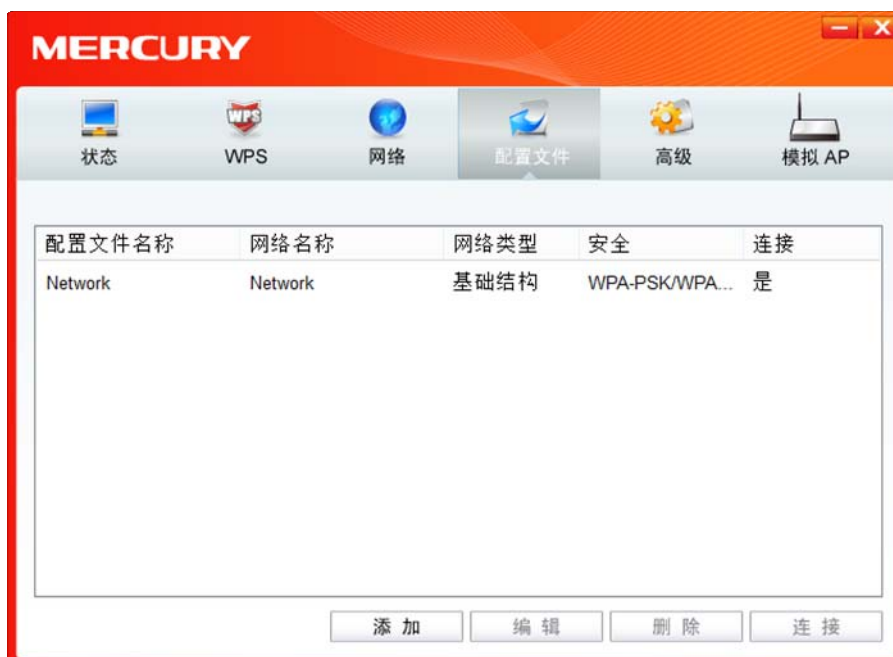 MERCURY
状态 WPS 网络 配置文件 高级 模拟 AP
配置文件名称 网络名称 网络类型 安全 连接
Network Network 基础结构 WPA-PSK/WPA... 是
添加 编辑 删除 连接